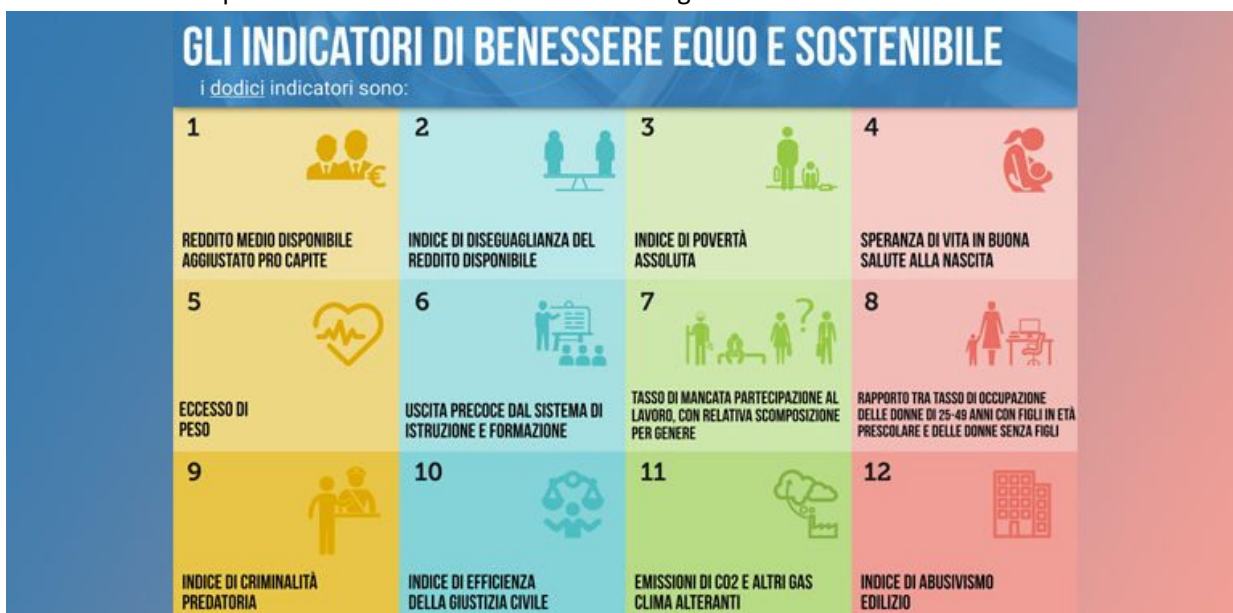 GLI INDICATORI DI BENESSERE EQUO E SOSTENIBILE
i dodici indicatori sono:
1
REDDITO MEDIO DISPONIBILE
AGGIUSTATO PRO CAPITE
2
INDICE DI DISEGUAGLIANZA DEL
REDDITO DISPONIBILE
3
INDICE DI POVERTÀ
ASSOLUTA
4
SPERANZA DI VITA IN BUONA
SALUTE ALLA NASCITA
5
ECCESSO DI
PESO
6
USCITA PRECOCE DAL SISTEMA DI
ISTRUZIONE E FORMAZIONE
7
?
TASSO DI MANCATA PARTECIPAZIONE AL
LAVORO, CON RELATIVA SCOMPOSIZIONE
PER GENERE
8
RAPPORTO TRA TASSO DI OCCUPAZIONE
DELLE DONNE DI 25-49 ANNI CON FIGLI IN ETÀ
PRESCOLARE E DELLE DONNE SENZA FIGLI
9
INDICE DI CRIMINALITÀ
PREDATORIA
10
INDICE DI EFFICIENZA
DELLA GIUSTIZIA CIVILE
11
EMISSIONI DI CO2 E ALTRI GAS
CLIMA ALTERANTI
12
INDICE DI ABUSIVISMO
EDILIZIO